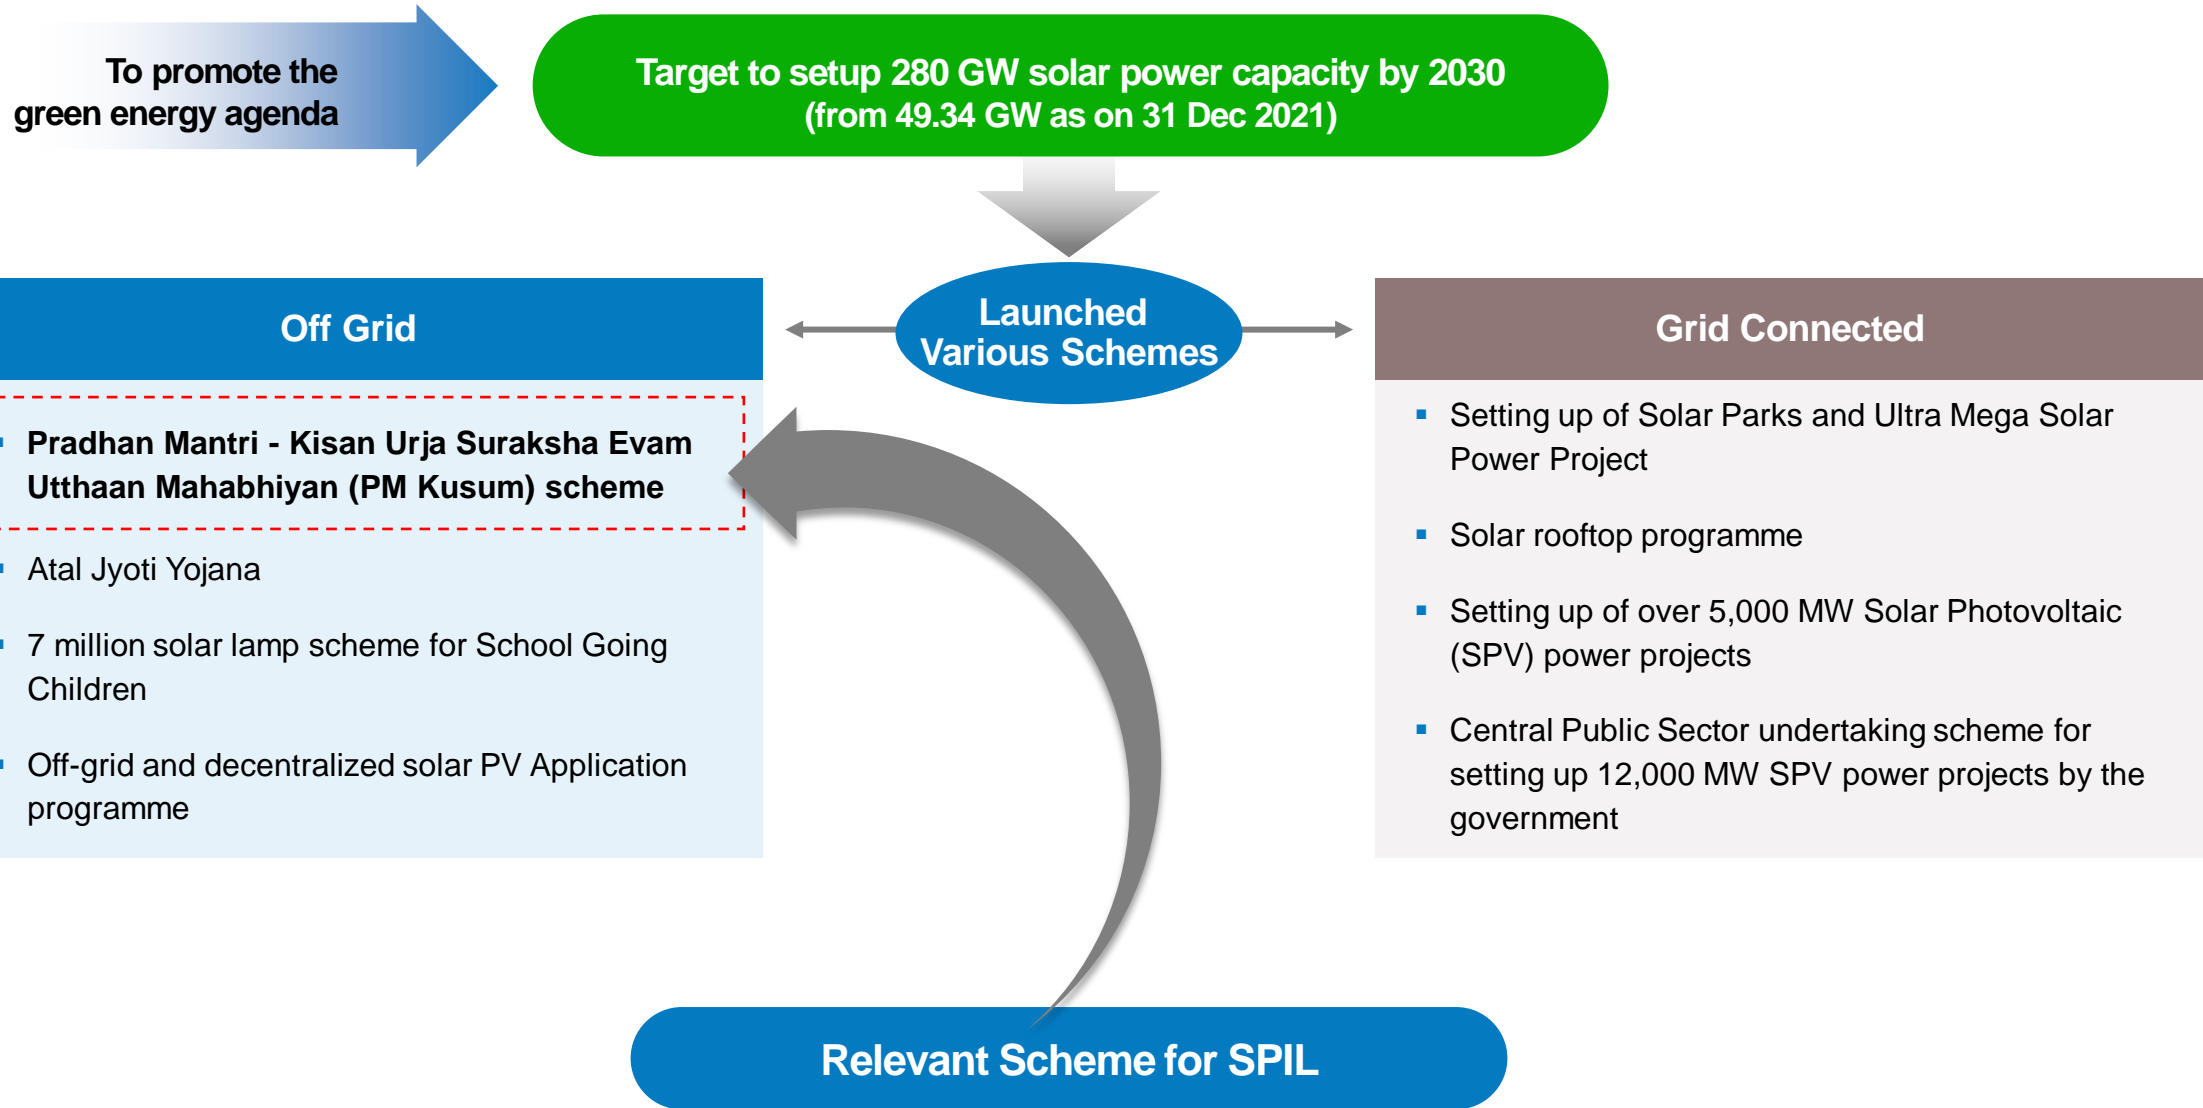 To promote the
green energy agenda
Target to setup 280 GW solar power capacity by 2030
(from 49.34 GW as on 31 Dec 2021)
Launched
Various Schemes
Off Grid
Pradhan Mantri - Kisan Urja Suraksha Evam
Utthaan Mahabhiyan (PM Kusum) scheme
Atal Jyoti Yojana
7 million solar lamp scheme for School Going
Children
Off-grid and decentralized solar PV Application
programme
Grid Connected
Setting up of Solar Parks and Ultra Mega Solar
Power Project
Solar rooftop programme
Setting up of over 5,000 MW Solar Photovoltaic
(SPV) power projects
Central Public Sector undertaking scheme for
setting up 12,000 MW SPV power projects by the
government
Relevant Scheme for SPIL